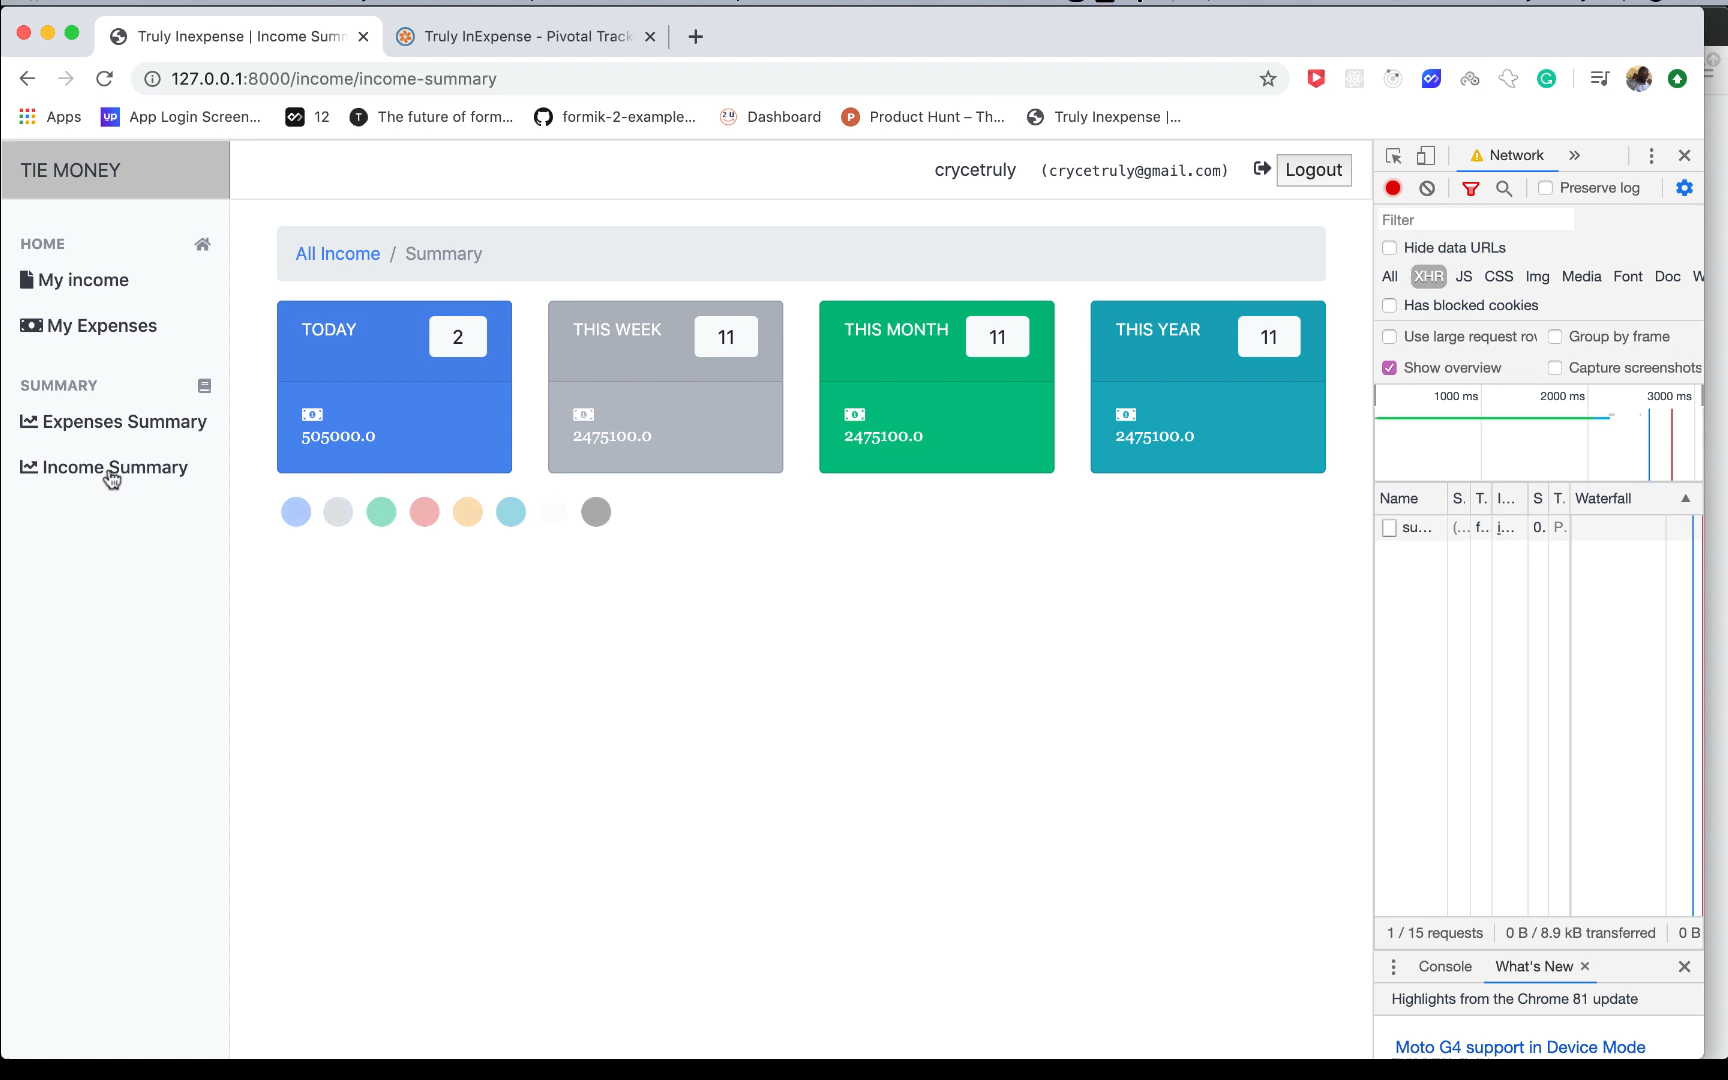 Truly Inexpense | Income Sum
Truly InExpense - Pivotal Track
127.0.0.1:8000/income/income-summary
Apps
UP
App Login Screen...
12
T
The future of form...
formik-2-example...
2U
Dashboard
P
Product Hunt – Th...
Truly Inexpense |...
TIE MONEY
crycetruly
(crycetruly@gmail.com)
Logout
HOME
My income
My Expenses
SUMMARY
Expenses Summary
Income Summary
All Income / Summary
TODAY
2
505000.0
THIS WEEK
11
2475100.0
THIS MONTH
11
2475100.0
THIS YEAR
11
2475100.0
Network
Preserve log
Filter
Hide data URLs
All XHR JS CSS Img Media Font Doc W
Has blocked cookies
Use large request rov
Group by frame
Show overview
Capture screenshots
1000 ms
2000 ms
3000 ms
Name S. T. I... S T. Waterfall
su... (... f.. i... 0. P.
1 / 15 requests
0 B / 8.9 kB transferred
0 B
Console
What's New
Highlights from the Chrome 81 update
Moto G4 support in Device Mode